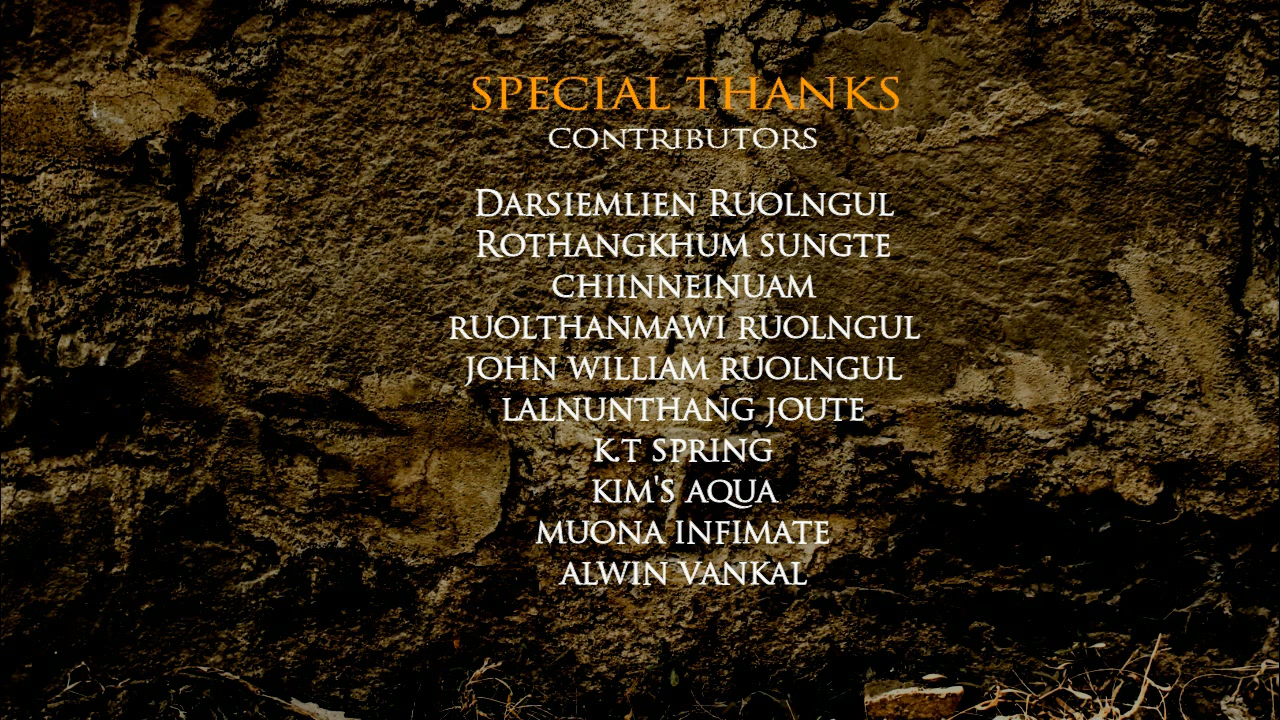 SPECIAL THANKS
CONTRIBUTORS
DARSIEMLIEN RUOLNGUL
ROTHANGKHUM SUNGTE
CHIINNEINUAM
RUOLTHANMAWI RUOLNGUL
JOHN WILLIAM RUOLNGUL
LALNUNTHANG JOUTE
K.T SPRING
KIM'S AQUA
MUONA INFIMATE
ALWIN VANKAL